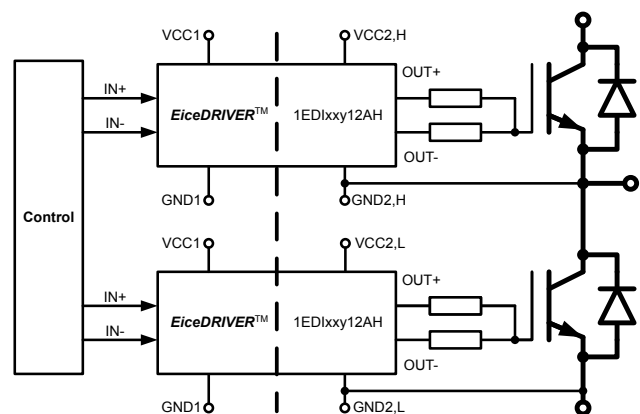 VCC1
VCC2,H
OUT+
IN+
EiceDRIVER™
1EDIxxy12AH
IN-
OUT-
GND1
GND2,H
Control
VCC1
VCC2,L
OUT+
IN+
EiceDRIVER™
1EDIxxy12AH
IN-
OUT-
GND1
GND2,L